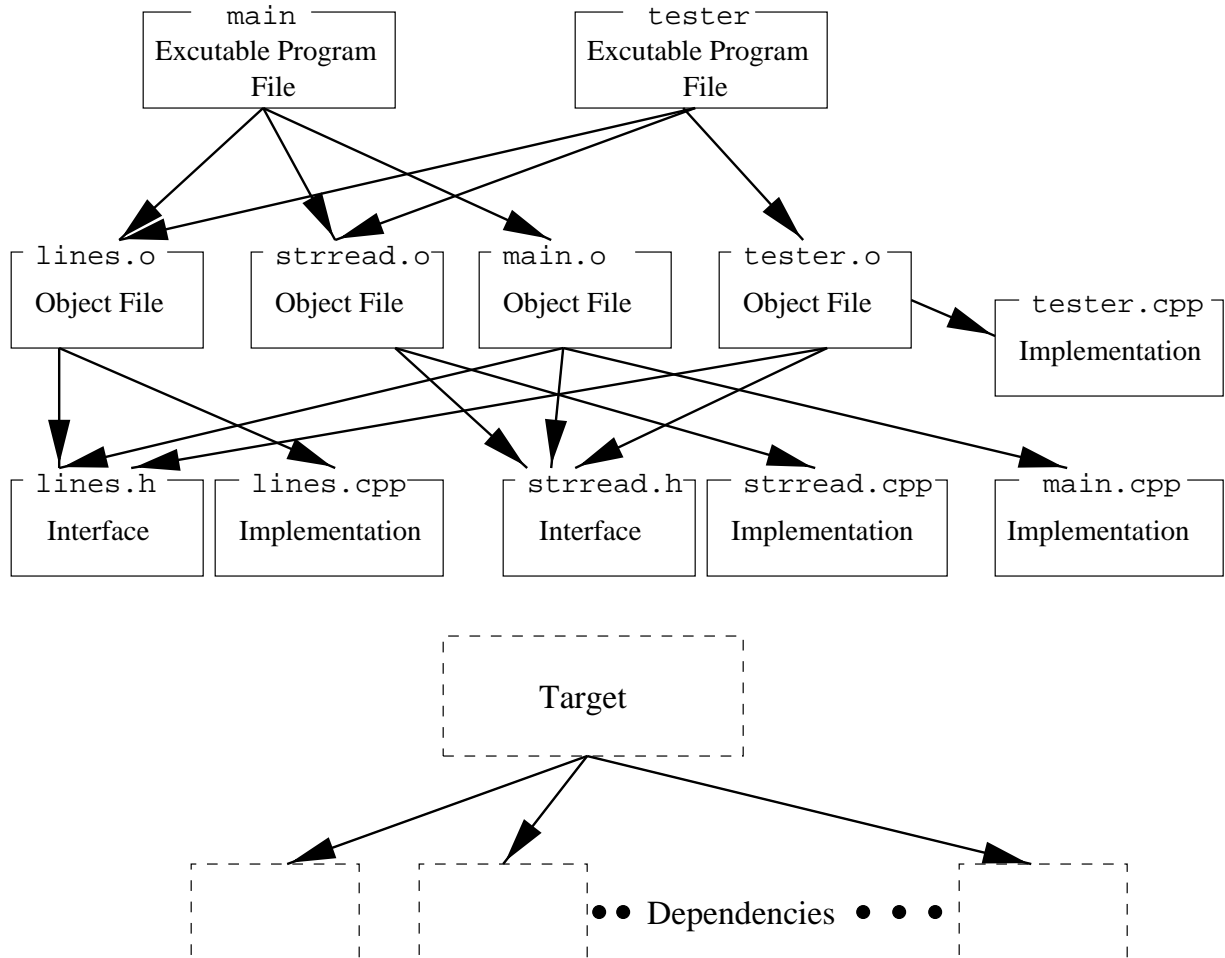 main
Excutable Program
File
tester
Excutable Program
File
lines.o
Object File
strread.o
Object File
main.o
Object File
tester.o
Object File
tester.cpp
Implementation
lines.h
Interface
lines.cpp
Implementation
strread.h
Interface
strread.cpp
Implementation
main.cpp
Implementation
Target
Dependencies